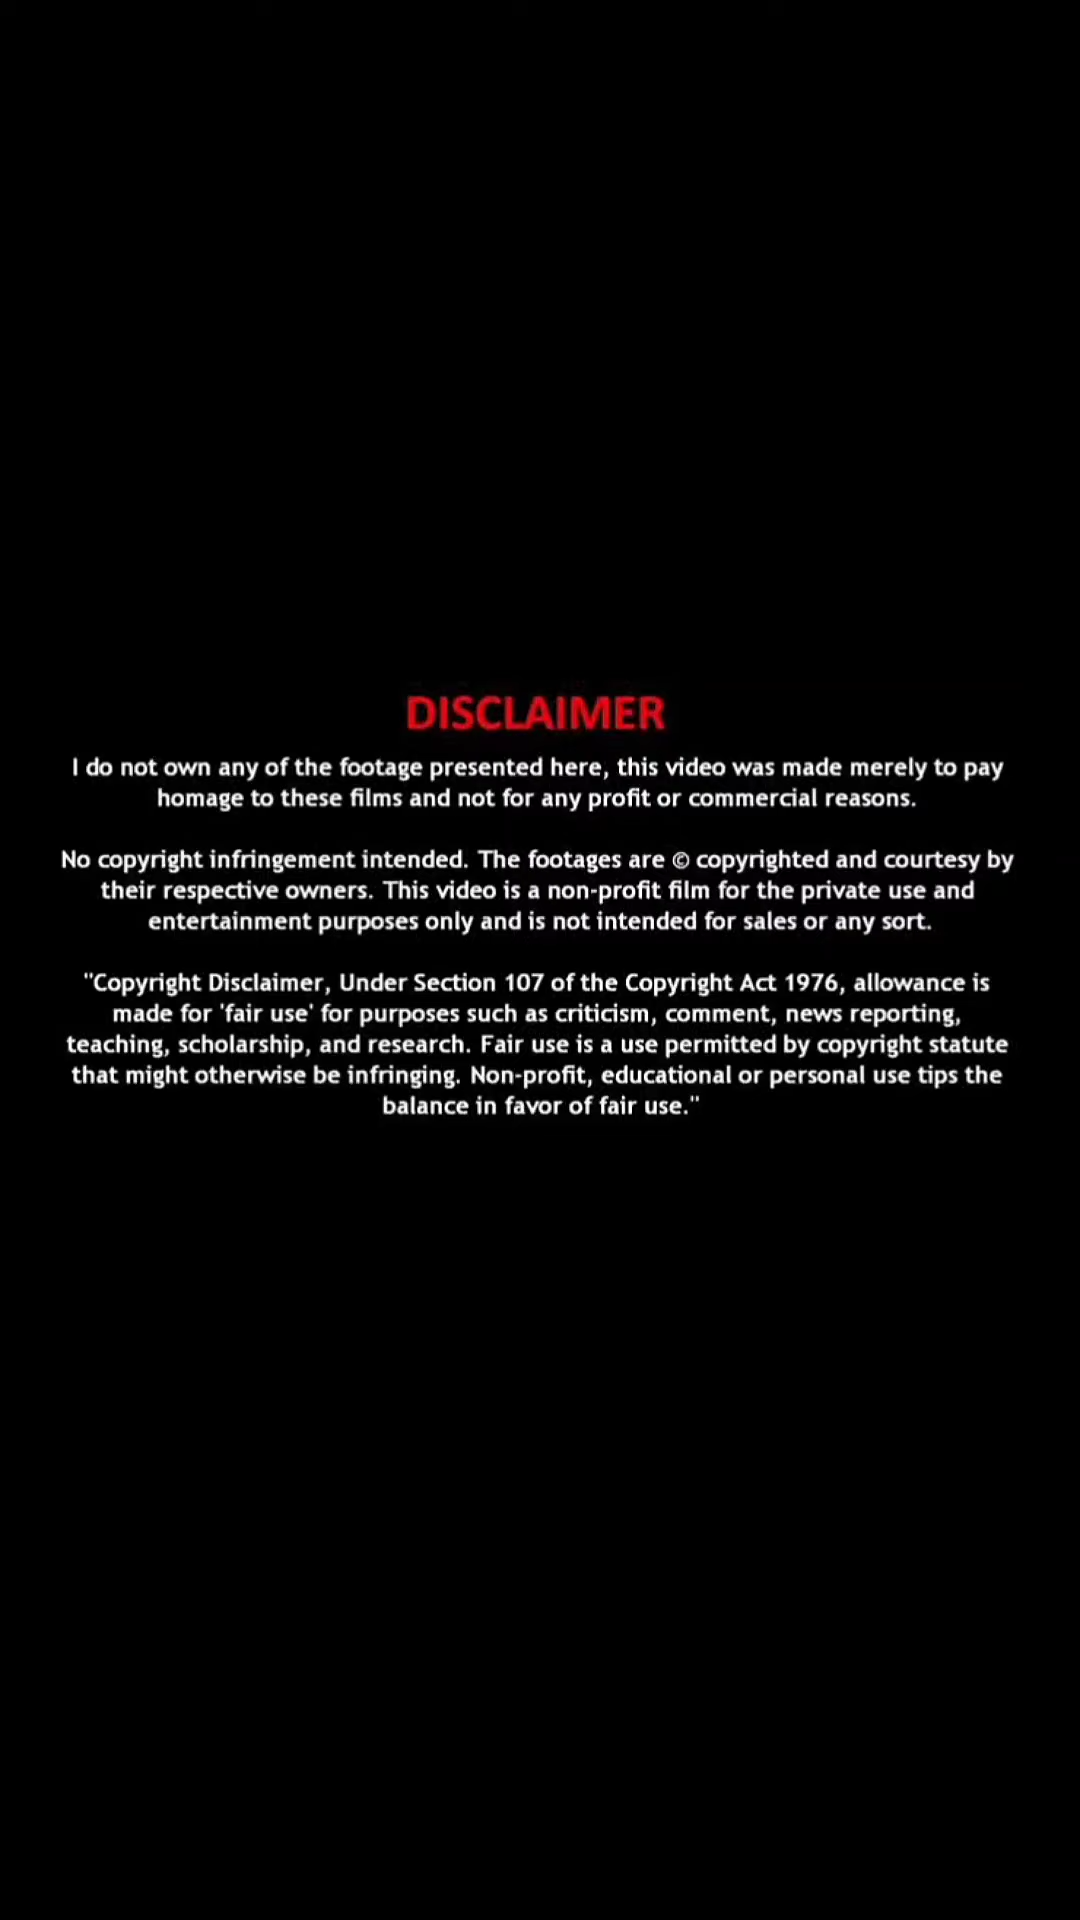 DISCLAIMER
I do not own any of the footage presented here, this video was made merely to pay
homage to these films and not for any profit or commercial reasons.
No copyright infringement intended. The footages are © copyrighted and courtesy by
their respective owners. This video is a non-profit film for the private use and
entertainment purposes only and is not intended for sales or any sort.
"Copyright Disclaimer, Under Section 107 of the Copyright Act 1976, allowance is
made for 'fair use' for purposes such as criticism, comment, news reporting,
teaching, scholarship, and research. Fair use is a use permitted by copyright statute
that might otherwise be infringing. Non-profit, educational or personal use tips the
balance in favor of fair use."